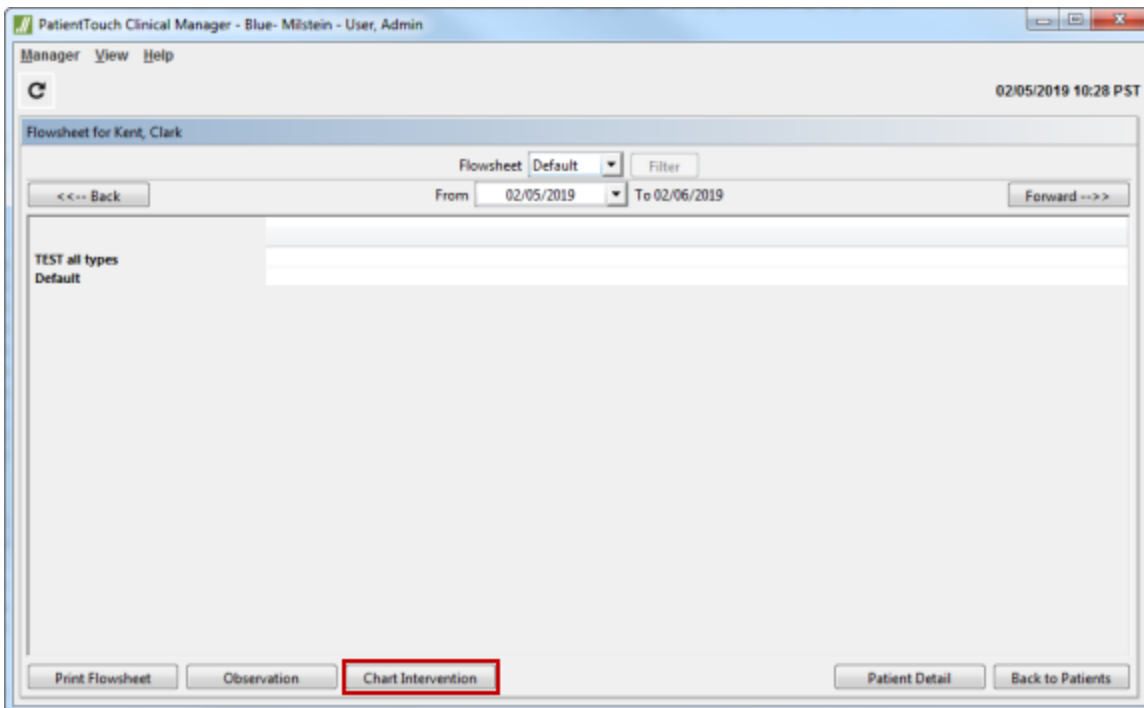 PatientTouch Clinical Manager - Blue- Milstein - User, Admin
Manager View Help
02/05/2019 10:28 PST
Flowsheet for Kent, Clark
Flowsheet Default Filter
<<-- Back From 02/05/2019 To 02/06/2019 Forward -->>
TEST all types
Default
Print Flowsheet Observation Chart Intervention Patient Detail Back to Patients